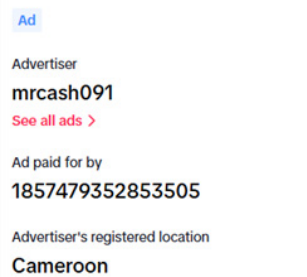 Ad
Advertiser
mrcash091
See all ads >
Ad paid for by
1857479352853505
Advertiser's registered location
Cameroon